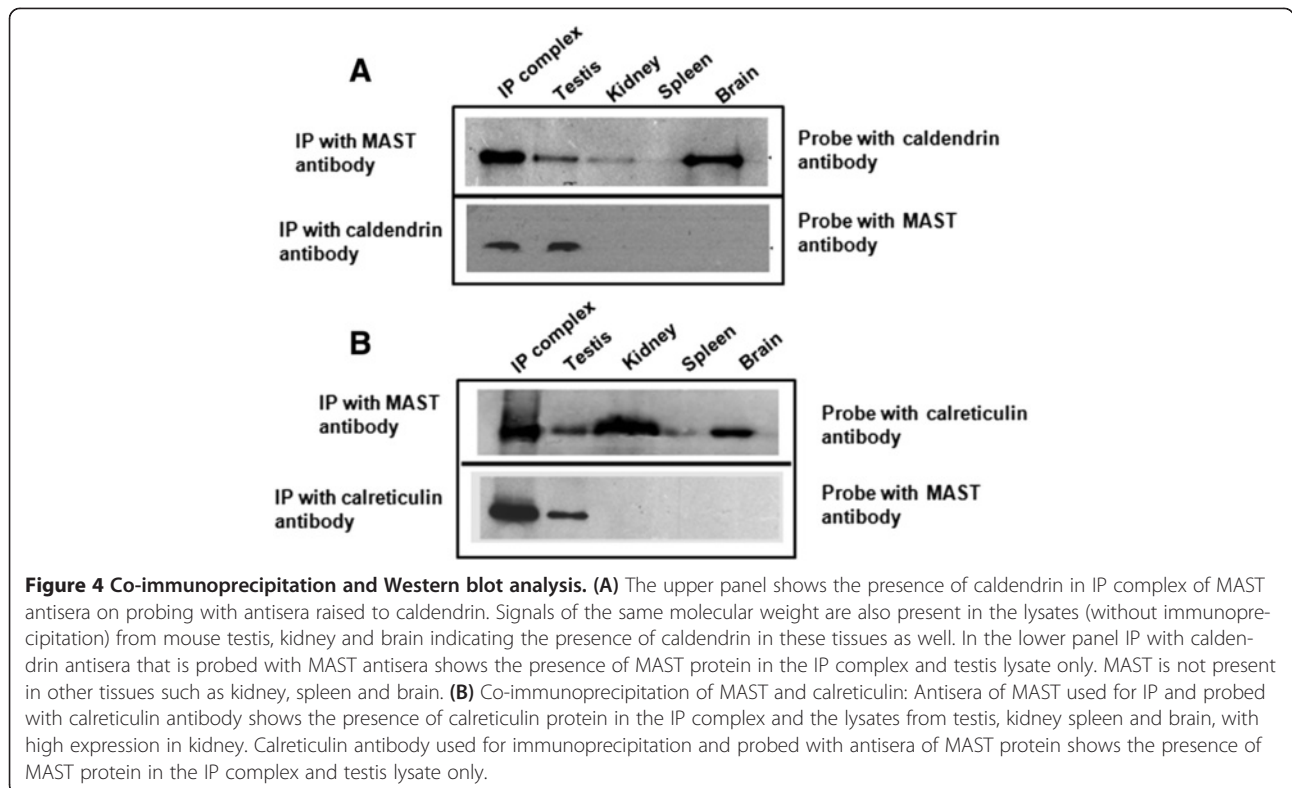 A
IP complex
Testis
Kidney
Spleen
Brain
IP with MAST
antibody
Probe with caldendrin
antibody
IP with caldendrin
antibody
Probe with MAST
antibody
B
IP complex
Testis
Kidney
Spleen
Brain
IP with MAST
antibody
Probe with calreticulin
antibody
IP with calreticulin
antibody
Probe with MAST
antibody
Figure 4 Co-immunoprecipitation and Western blot analysis. (A) The upper panel shows the presence of caldendrin in IP complex of MAST
antisera on probing with antisera raised to caldendrin. Signals of the same molecular weight are also present in the lysates (without immunopre-
cipitation) from mouse testis, kidney and brain indicating the presence of caldendrin in these tissues as well. In the lower panel IP with calden-
drin antisera that is probed with MAST antisera shows the presence of MAST protein in the IP complex and testis lysate only. MAST is not present
in other tissues such as kidney, spleen and brain. (B) Co-immunoprecipitation of MAST and calreticulin: Antisera of MAST used for IP and probed
with calreticulin antibody shows the presence of calreticulin protein in the IP complex and the lysates from testis, kidney spleen and brain, with
high expression in kidney. Calreticulin antibody used for immunoprecipitation and probed with antisera of MAST protein shows the presence of
MAST protein in the IP complex and testis lysate only.